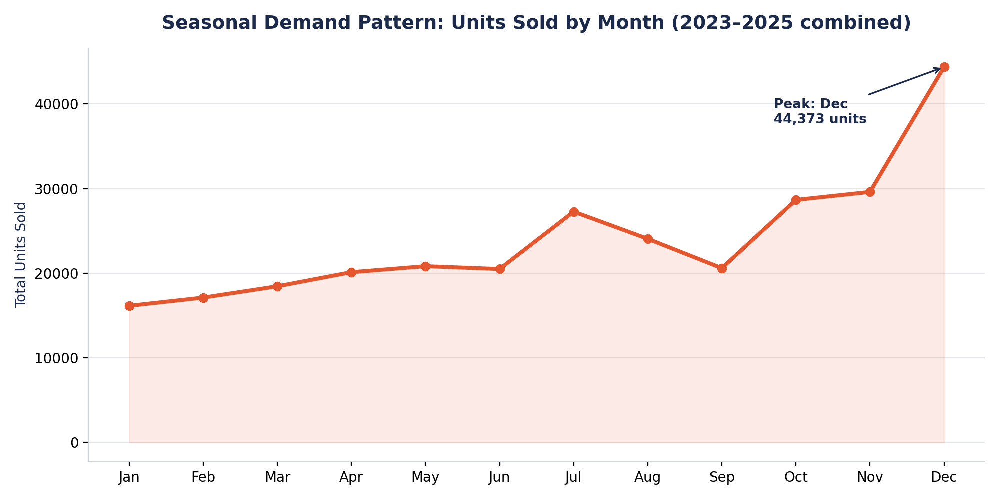 Seasonal Demand Pattern: Units Sold by Month (2023–2025 combined)
Total Units Sold
40000
30000
20000
10000
0
Peak: Dec
44,373 units
Jan Feb Mar Apr May Jun Jul Aug Sep Oct Nov Dec